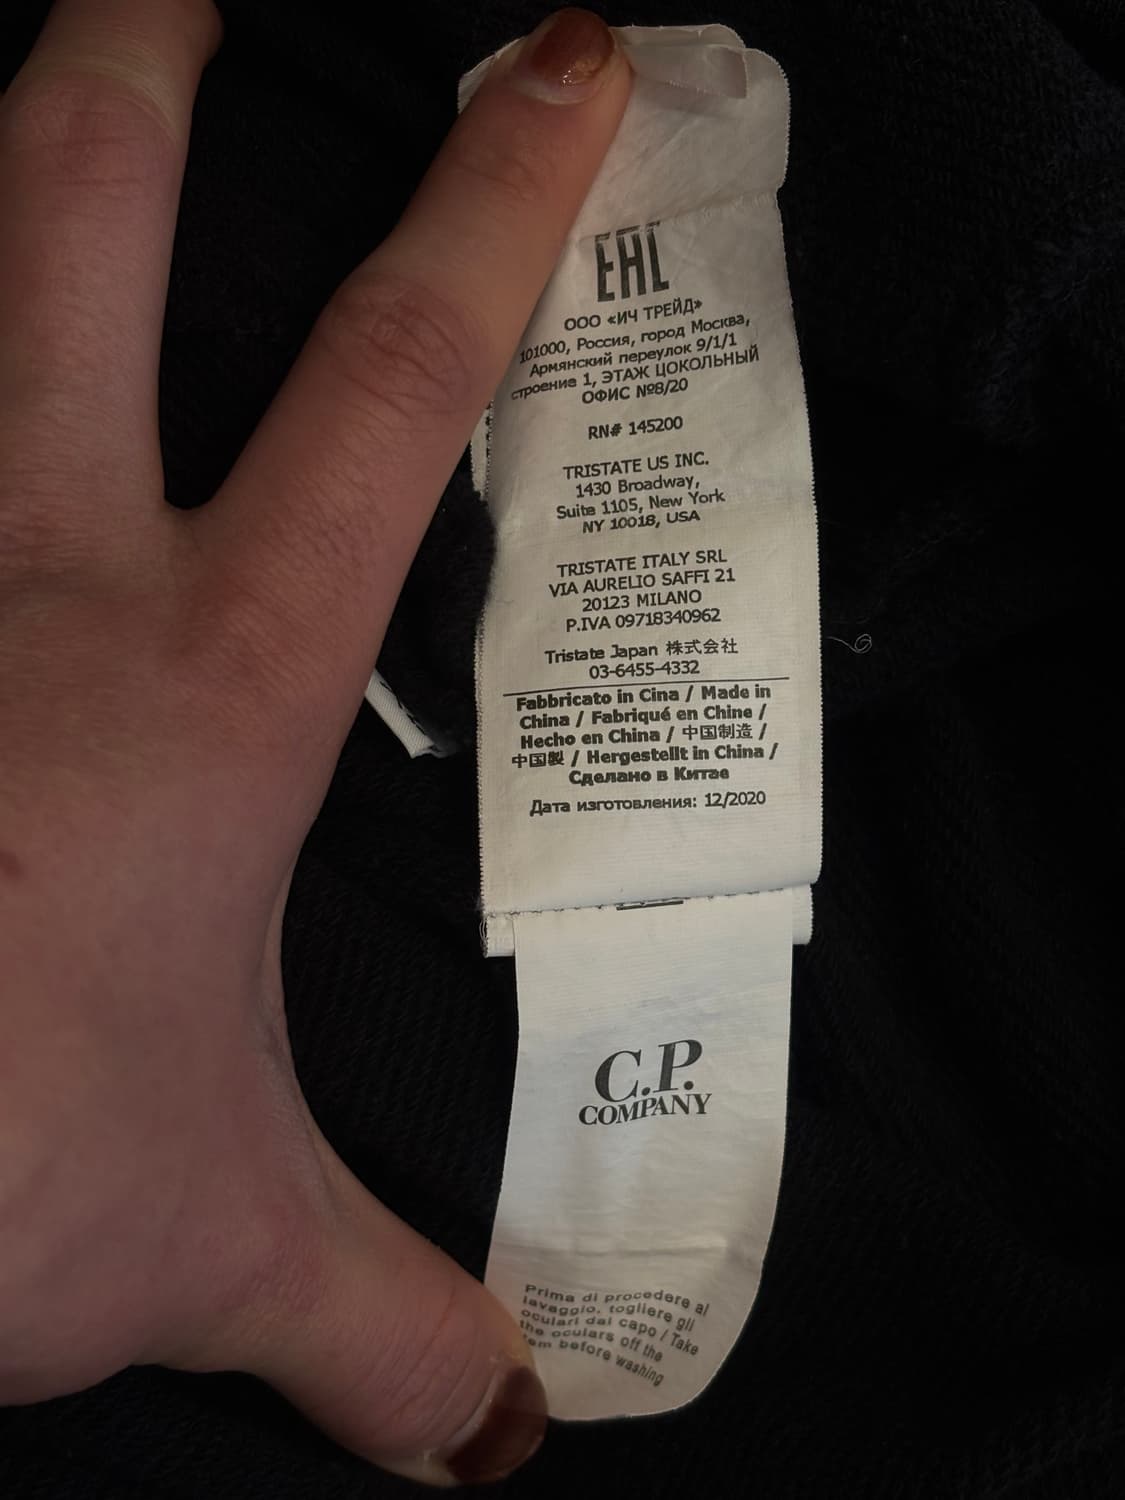 EAC
ООО «ИЧ ТРЕЙД»
101000, Россия, город Москва,
Армянский переулок 9/1/1
строение 1, ЭТАЖ ЦОКОЛЬНЫЙ
ОФИС №8/20
RN# 145200
TRISTATE US INC.
1430 Broadway,
Suite 1105, New York
NY 10018, USA
TRISTATE ITALY SRL
VIA AURELIO SAFFI 21
20123 MILANO
P.IVA 09718340962
Tristate Japan 株式会社
03-6455-4332
Fabbricato in Cina / Made in
China / Fabriqué en Chine /
Hecho en China / 中国制造 /
中国製 / Hergestellt in China /
Сделано в Китае
Дата изготовления: 12/2020
C.P.
COMPANY
Prima di procedere al
lavaggio, togliere gli
oculari dal capo / Take
the oculars off the
item before washing